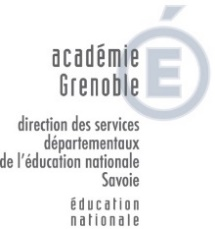 académie
Grenoble
É
direction des services
départementaux
de l'éducation nationale
Savoie
éducation
nationale